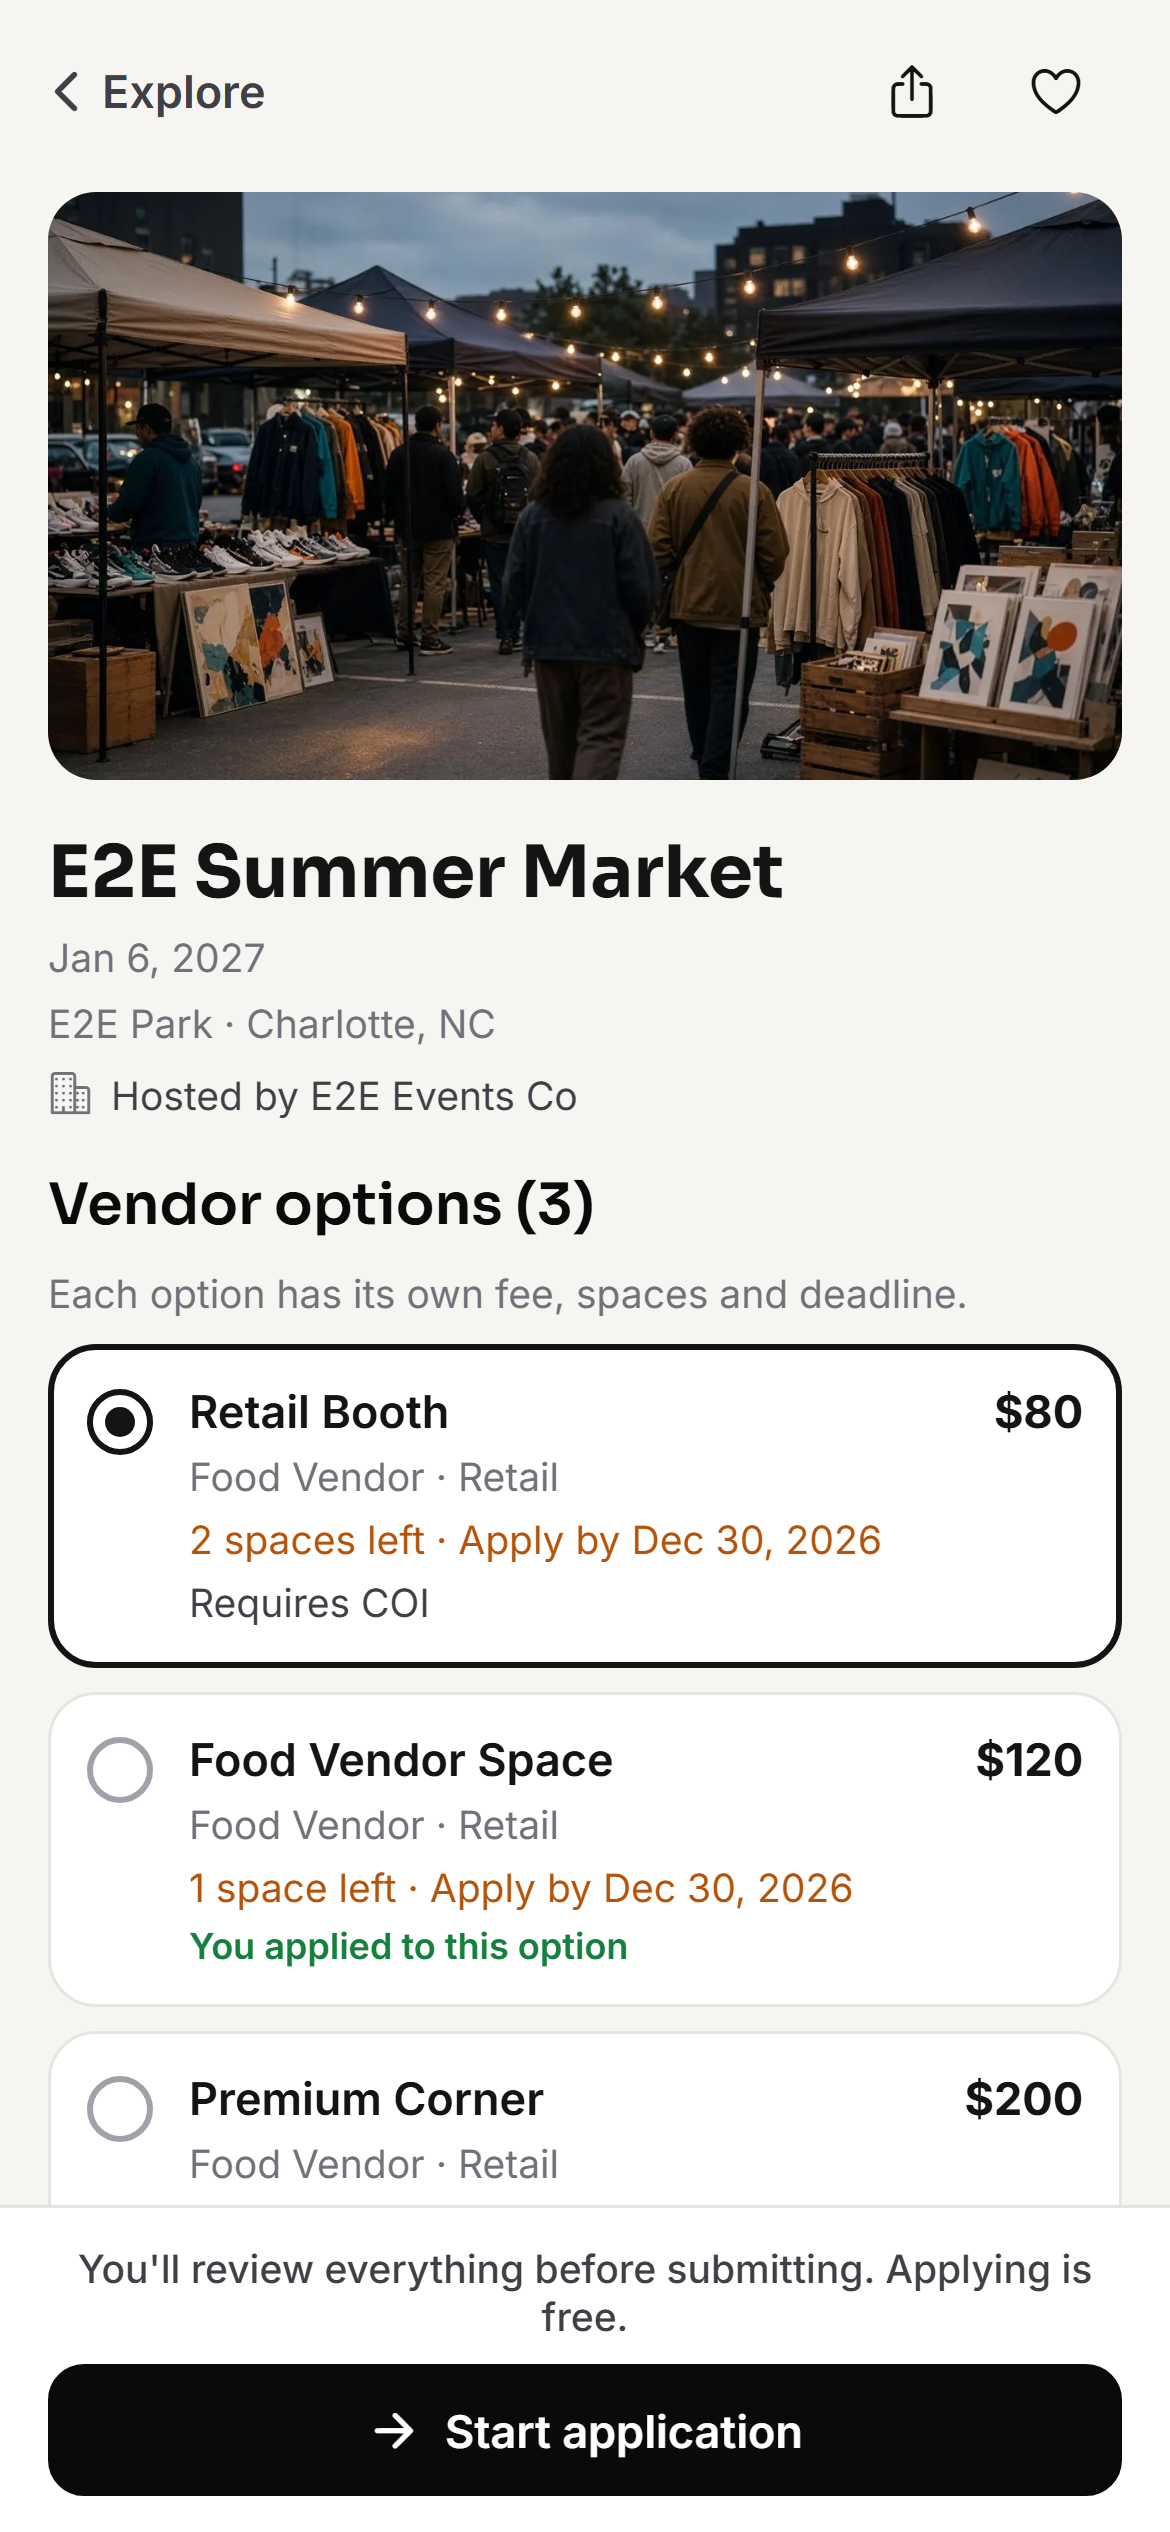 Explore
E2E Summer Market
Jan 6, 2027
E2E Park · Charlotte, NC
Hosted by E2E Events Co
Vendor options (3)
Each option has its own fee, spaces and deadline.
Retail Booth $80
Food Vendor · Retail
2 spaces left · Apply by Dec 30, 2026
Requires COI
Food Vendor Space $120
Food Vendor · Retail
1 space left · Apply by Dec 30, 2026
You applied to this option
Premium Corner $200
Food Vendor · Retail
You'll review everything before submitting. Applying is
free.
Start application